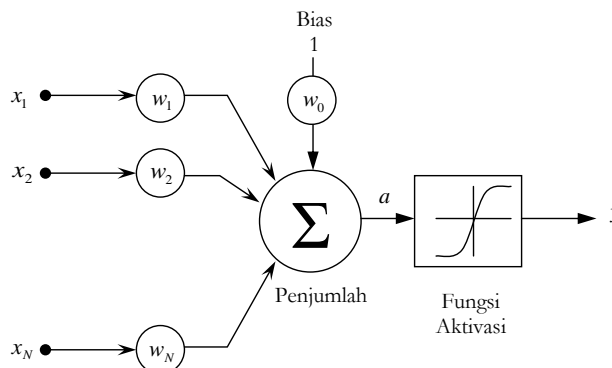 Bias
1
x1
w1
w0
x2
w2
a
Σ
Penjumlah
Fungsi
Aktivasi
xN
wN